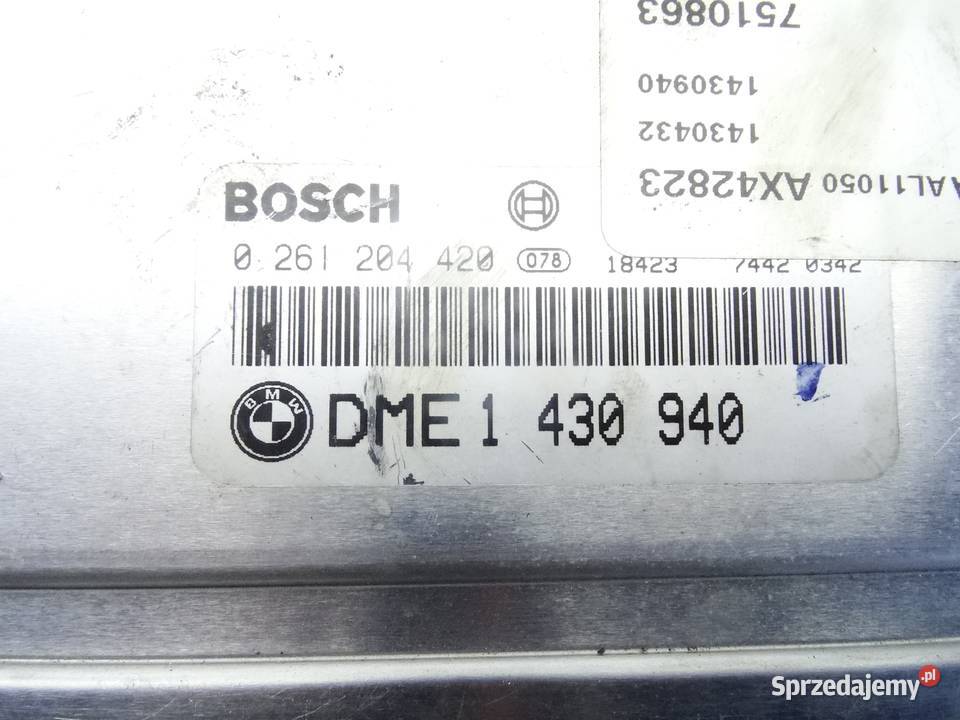 BOSCH
0 261 204 420 078 18423 7442 0342
BMW
DME 1 430 940
AL11050 AX42823
1430432
1430940
7510863
Sprzedajemy.pl